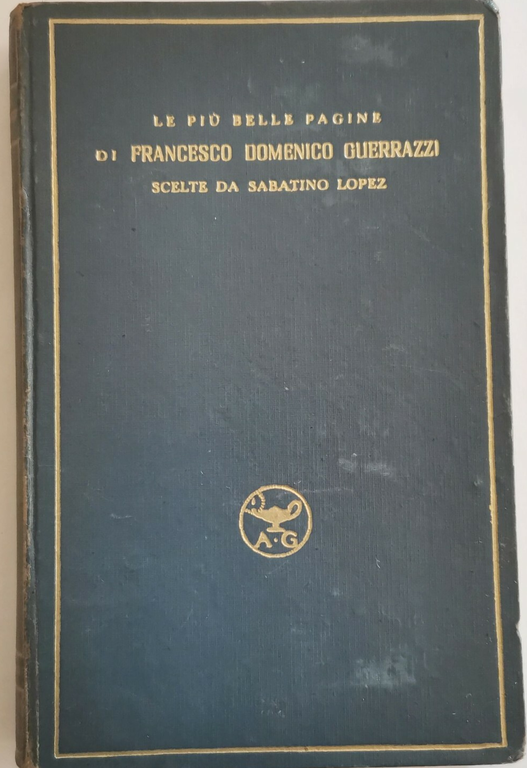 LE PIÙ BELLE PAGINE
DI FRANCESCO DOMENICO GUERRAZZI
SCELTE DA SABATINO LOPEZ
A·G